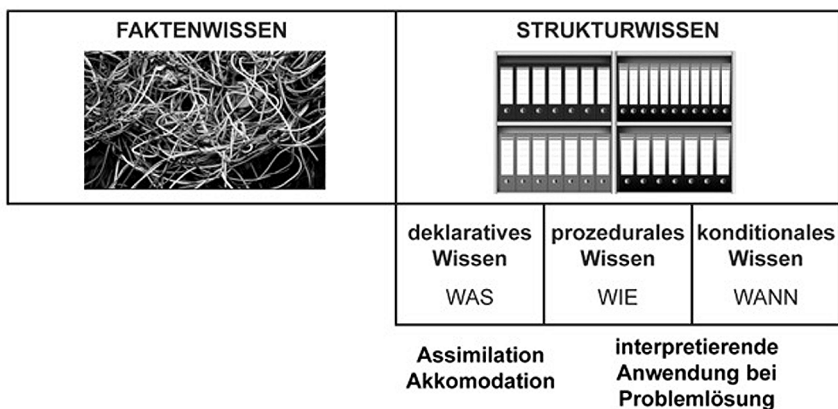 FAKTENWISSEN
STRUKTURWISSEN
deklaratives
Wissen
WAS
prozedurales
Wissen
WIE
konditionales
Wissen
WANN
Assimilation
Akkomodation
interpretierende
Anwendung bei
Problemlösung